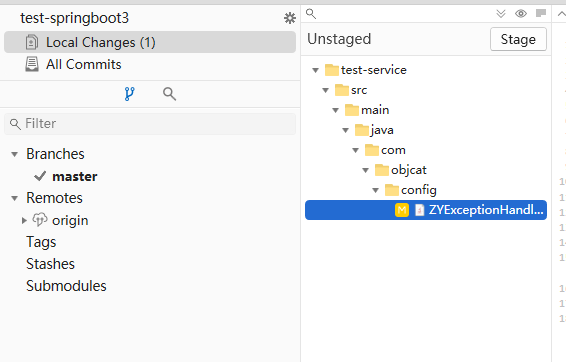 test-springboot3
Local Changes (1)
All Commits
Filter
Branches
master
Remotes
origin
Tags
Stashes
Submodules
Unstaged
Stage
test-service
src
main
java
com
objcat
config
M ZYExceptionHandl...